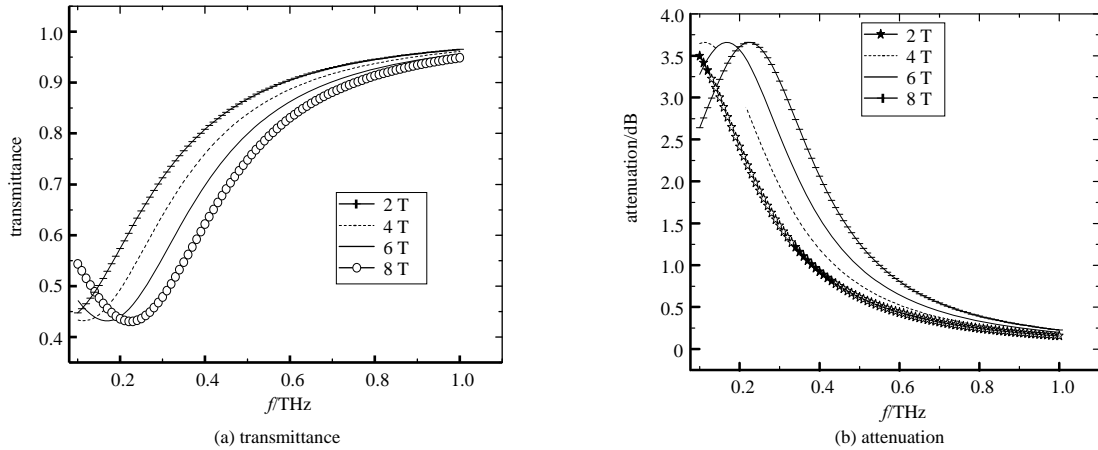 1.0
0.9
0.8
0.7
0.6
0.5
0.4
transmittance
2 T
4 T
6 T
8 T
0.2 0.4 0.6 0.8 1.0
f/THz
(a) transmittance
4.0
3.5
3.0
2.5
2.0
1.5
1.0
0.5
0
attenuation/dB
2 T
4 T
6 T
8 T
0.2 0.4 0.6 0.8 1.0
f/THz
(b) attenuation